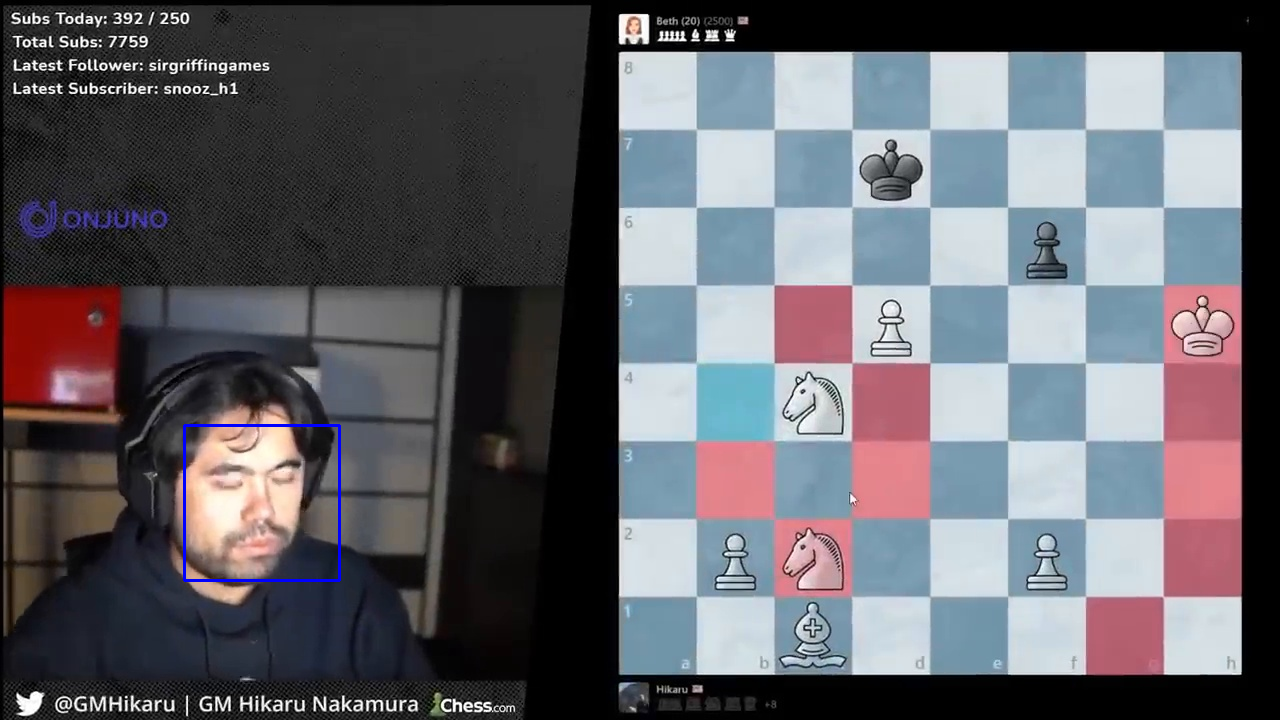 Subs Today: 392 / 250
Total Subs: 7759
Latest Follower: sirgriffingames
Latest Subscriber: snooz_h1
ONJUNO
Beth (20) (2500)
8
7
6
5
4
3
2
1
a b d e f g h
Hikaru
+8
@GMHikaru | GM Hikaru Nakamura Chess.com